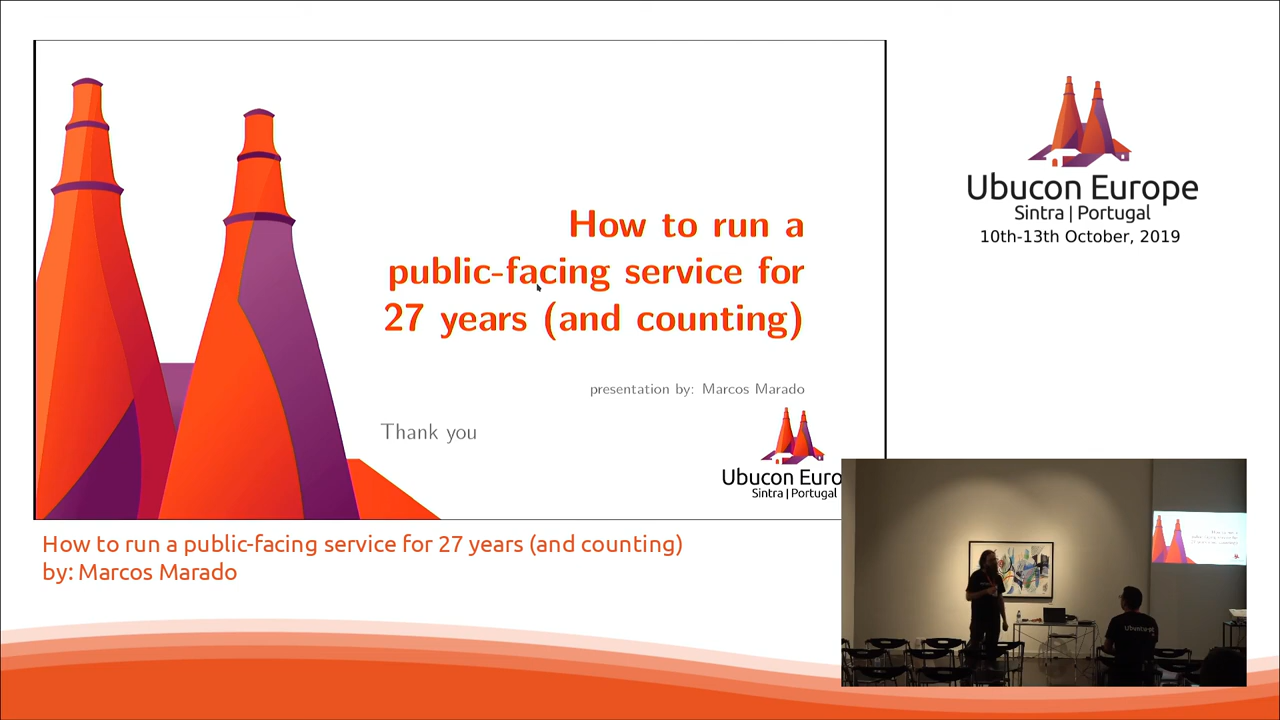 How to run a
public-facing service for
27 years (and counting)
presentation by: Marcos Marado
Thank you
Ubucon Euro
Sintra | Portugal
Ubucon Europe
Sintra | Portugal
10th-13th October, 2019
How to run a public-facing service for 27 years (and counting)
by: Marcos Marado